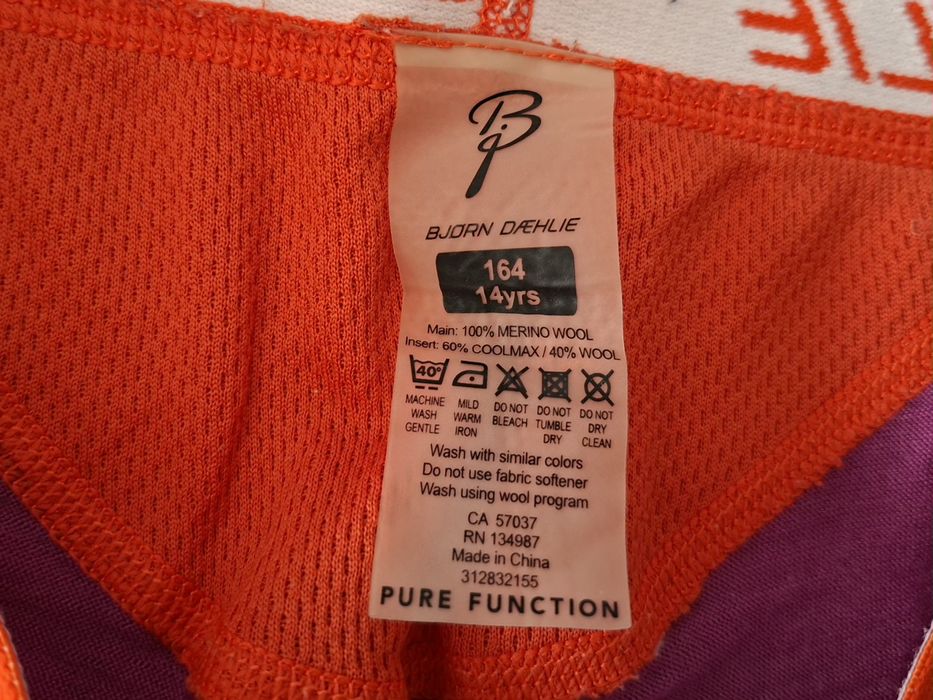 BJØRN DÆHLIE
164
14yrs
Main: 100% MERINO WOOL
Insert: 60% COOLMAX / 40% WOOL
40°
MACHINE WASH GENTLE
MILD WARM IRON
DO NOT BLEACH
DO NOT TUMBLE DRY
DO NOT DRY CLEAN
Wash with similar colors
Do not use fabric softener
Wash using wool program
CA 57037
RN 134987
Made in China
312832155
PURE FUNCTION